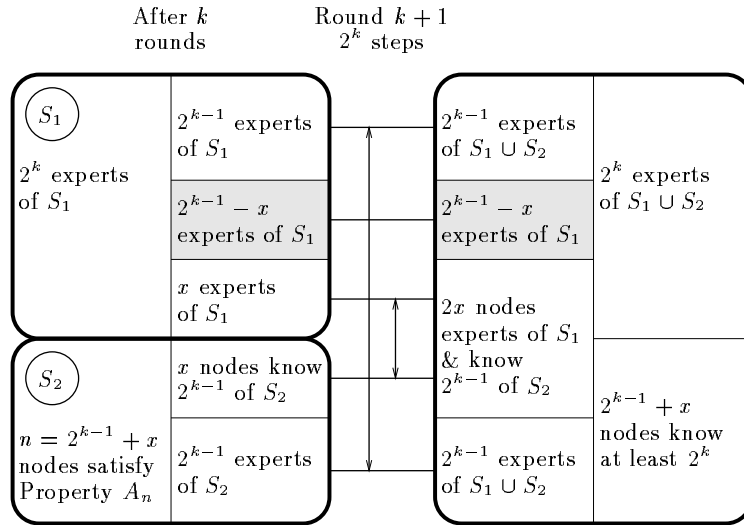 After k
rounds
Round k + 1
2^k steps
S_1
2^k experts
of S_1
2^{k−1} experts
of S_1
2^{k−1} − x
experts of S_1
x experts
of S_1
S_2
n = 2^{k−1} + x
nodes satisfy
Property A_n
x nodes know
2^{k−1} of S_2
2^{k−1} experts
of S_2
2^{k−1} experts
of S_1 ∪ S_2
2^{k−1} − x
experts of S_1
2x nodes
experts of S_1
& know
2^{k−1} of S_2
2^{k−1} experts
of S_1 ∪ S_2
2^k experts
of S_1 ∪ S_2
2^{k−1} + x
nodes know
at least 2^k